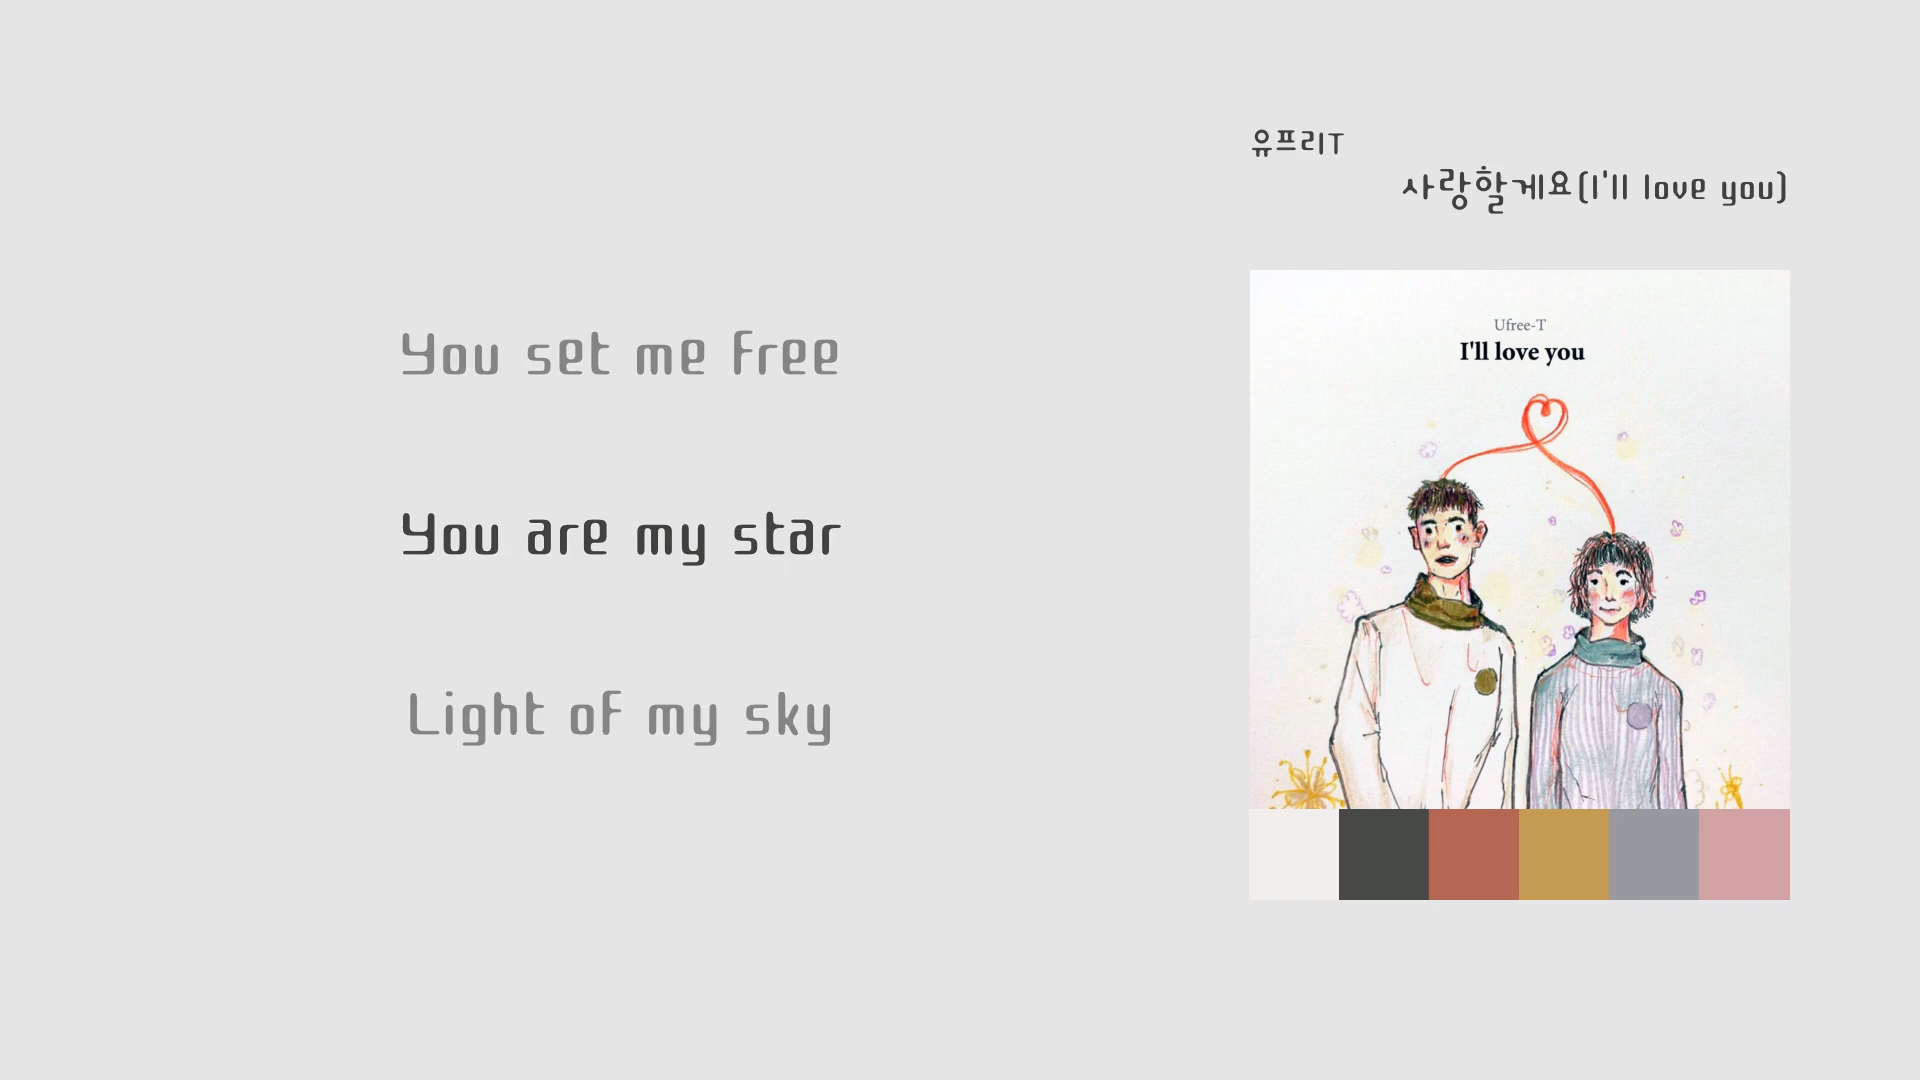 You set me free
You are my star
Light of my sky
유프리T
사랑할게요(I'll love you)
Ufree-T
I'll love you